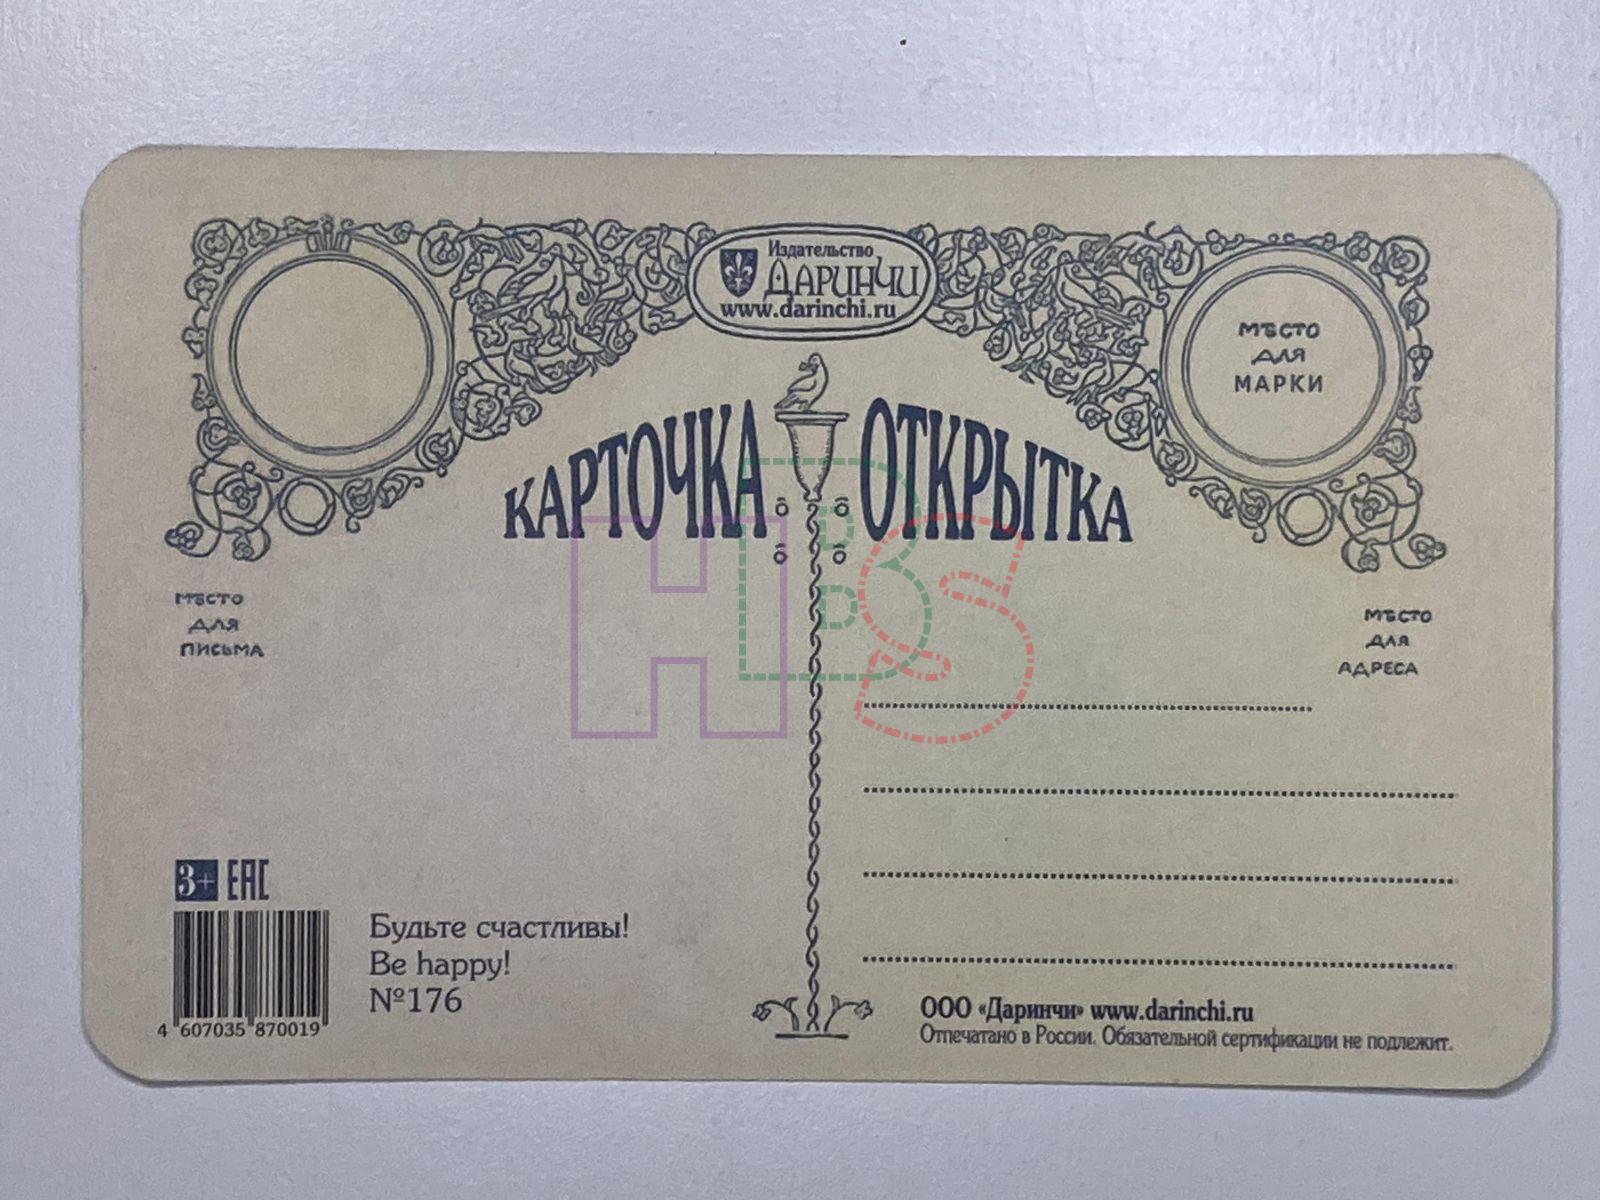 Издательство
ДАРИНЧИ
www.darinchi.ru
МѢСТО
ДЛЯ
МАРКИ
КАРТОЧКА ОТКРЫТКА
HBS
МѢСТО
ДЛЯ
ПИСЬМА
МѢСТО
ДЛЯ
АДРЕСА
3+ ЕАС
4 607035 870019
Будьте счастливы!
Be happy!
№176
ООО «Даринчи» www.darinchi.ru
Отпечатано в России. Обязательной сертификации не подлежит.